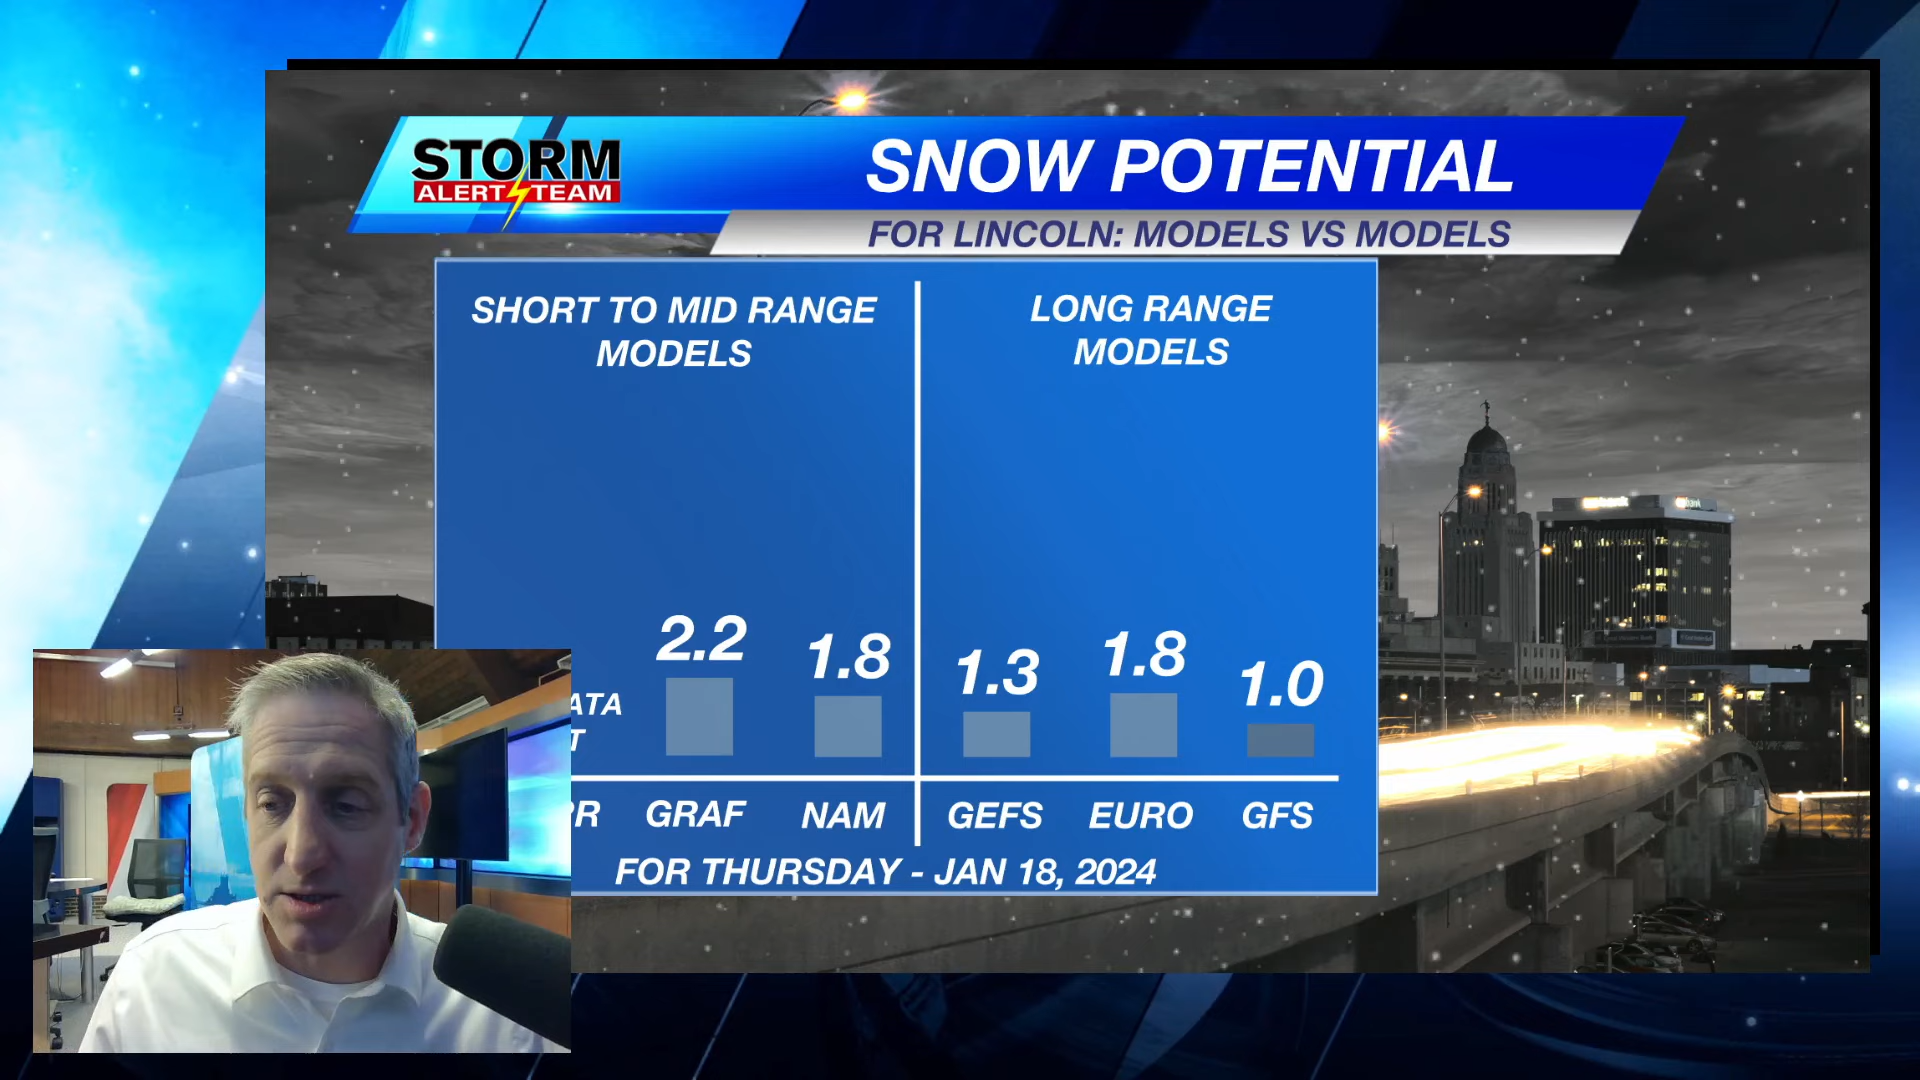 STORM
ALERT TEAM
SNOW POTENTIAL
FOR LINCOLN: MODELS VS MODELS
SHORT TO MID RANGE
MODELS
LONG RANGE
MODELS
2.2
1.8
1.3
1.8
1.0
ATA
T
PR
GRAF
NAM
GEFS
EURO
GFS
FOR THURSDAY - JAN 18, 2024